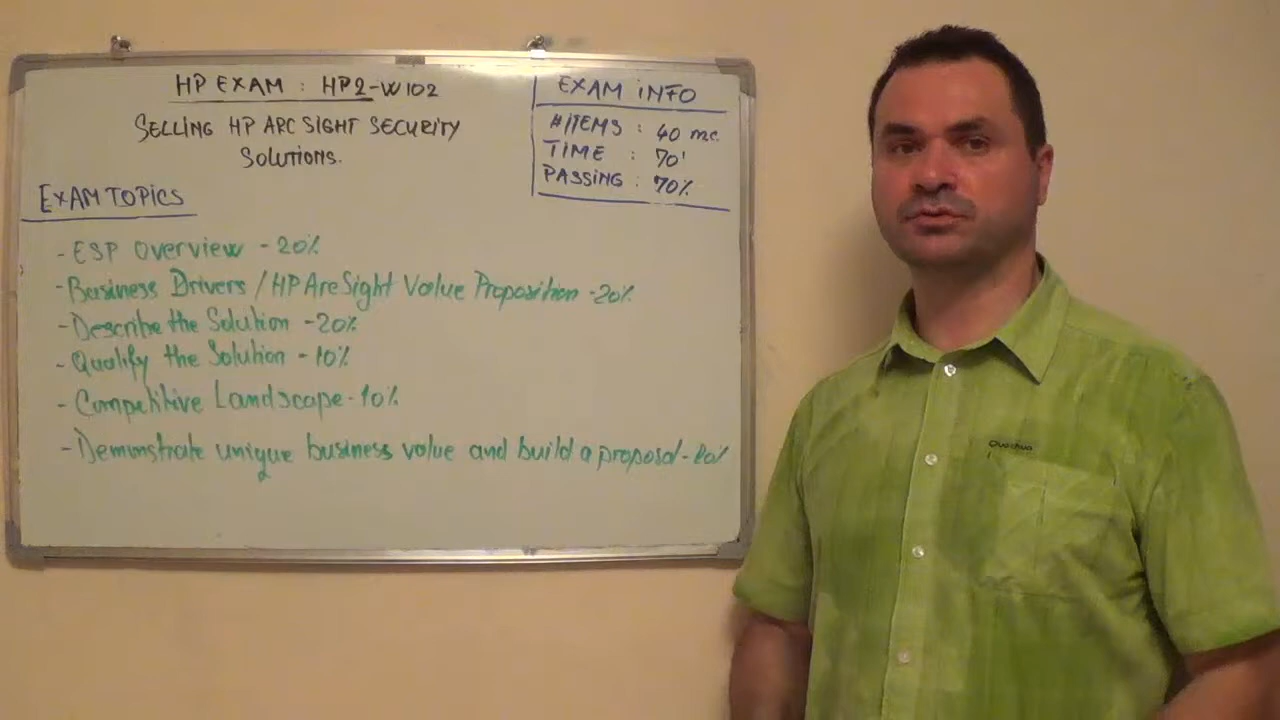 HP EXAM : HP2-W102
SELLING HP ARCSIGHT SECURITY
SOLUTIONS.
EXAM INFO
#ITEMS : 40 mc.
TIME : 70'
PASSING : 70%
EXAM TOPICS
- ESP Overview - 20%
- Business Drivers / HP ArcSight Value Proposition - 20%
- Describe the Solution - 20%
- Qualify the Solution - 10%
- Competitive Landscape - 10%
- Demonstrate unique business value and build a proposal - 20%
Quechua